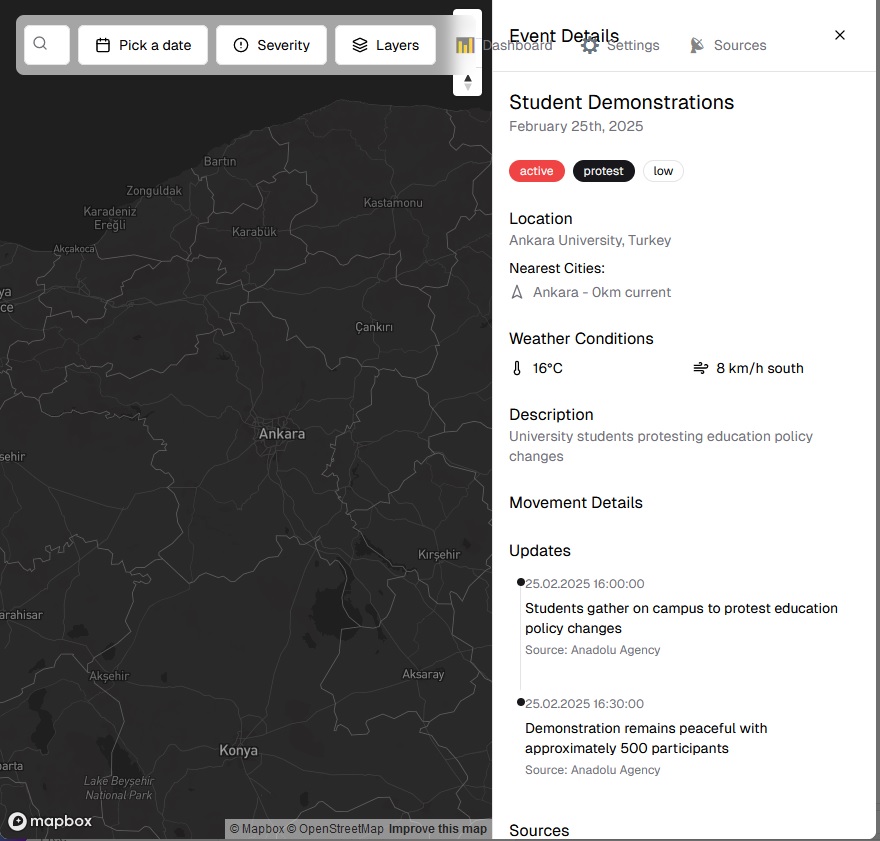 Pick a date
Severity
Layers
Dashboard
Settings
Sources
Event Details
Student Demonstrations
February 25th, 2025
active
protest
low
Location
Ankara University, Turkey
Nearest Cities:
Ankara - 0km current
Weather Conditions
16°C
8 km/h south
Description
University students protesting education policy
changes
Movement Details
Updates
25.02.2025 16:00:00
Students gather on campus to protest education
policy changes
Source: Anadolu Agency
25.02.2025 16:30:00
Demonstration remains peaceful with
approximately 500 participants
Source: Anadolu Agency
Sources
Bartın
Zonguldak
Karadeniz
Ereğli
Kastamonu
Karabük
Akçakoca
ya
ce
Çankırı
Ankara
sehir
Kırşehir
arahisar
Akşehir
Aksaray
Konya
parta
Lake Beyşehir
National Park
mapbox
© Mapbox © OpenStreetMap Improve this map